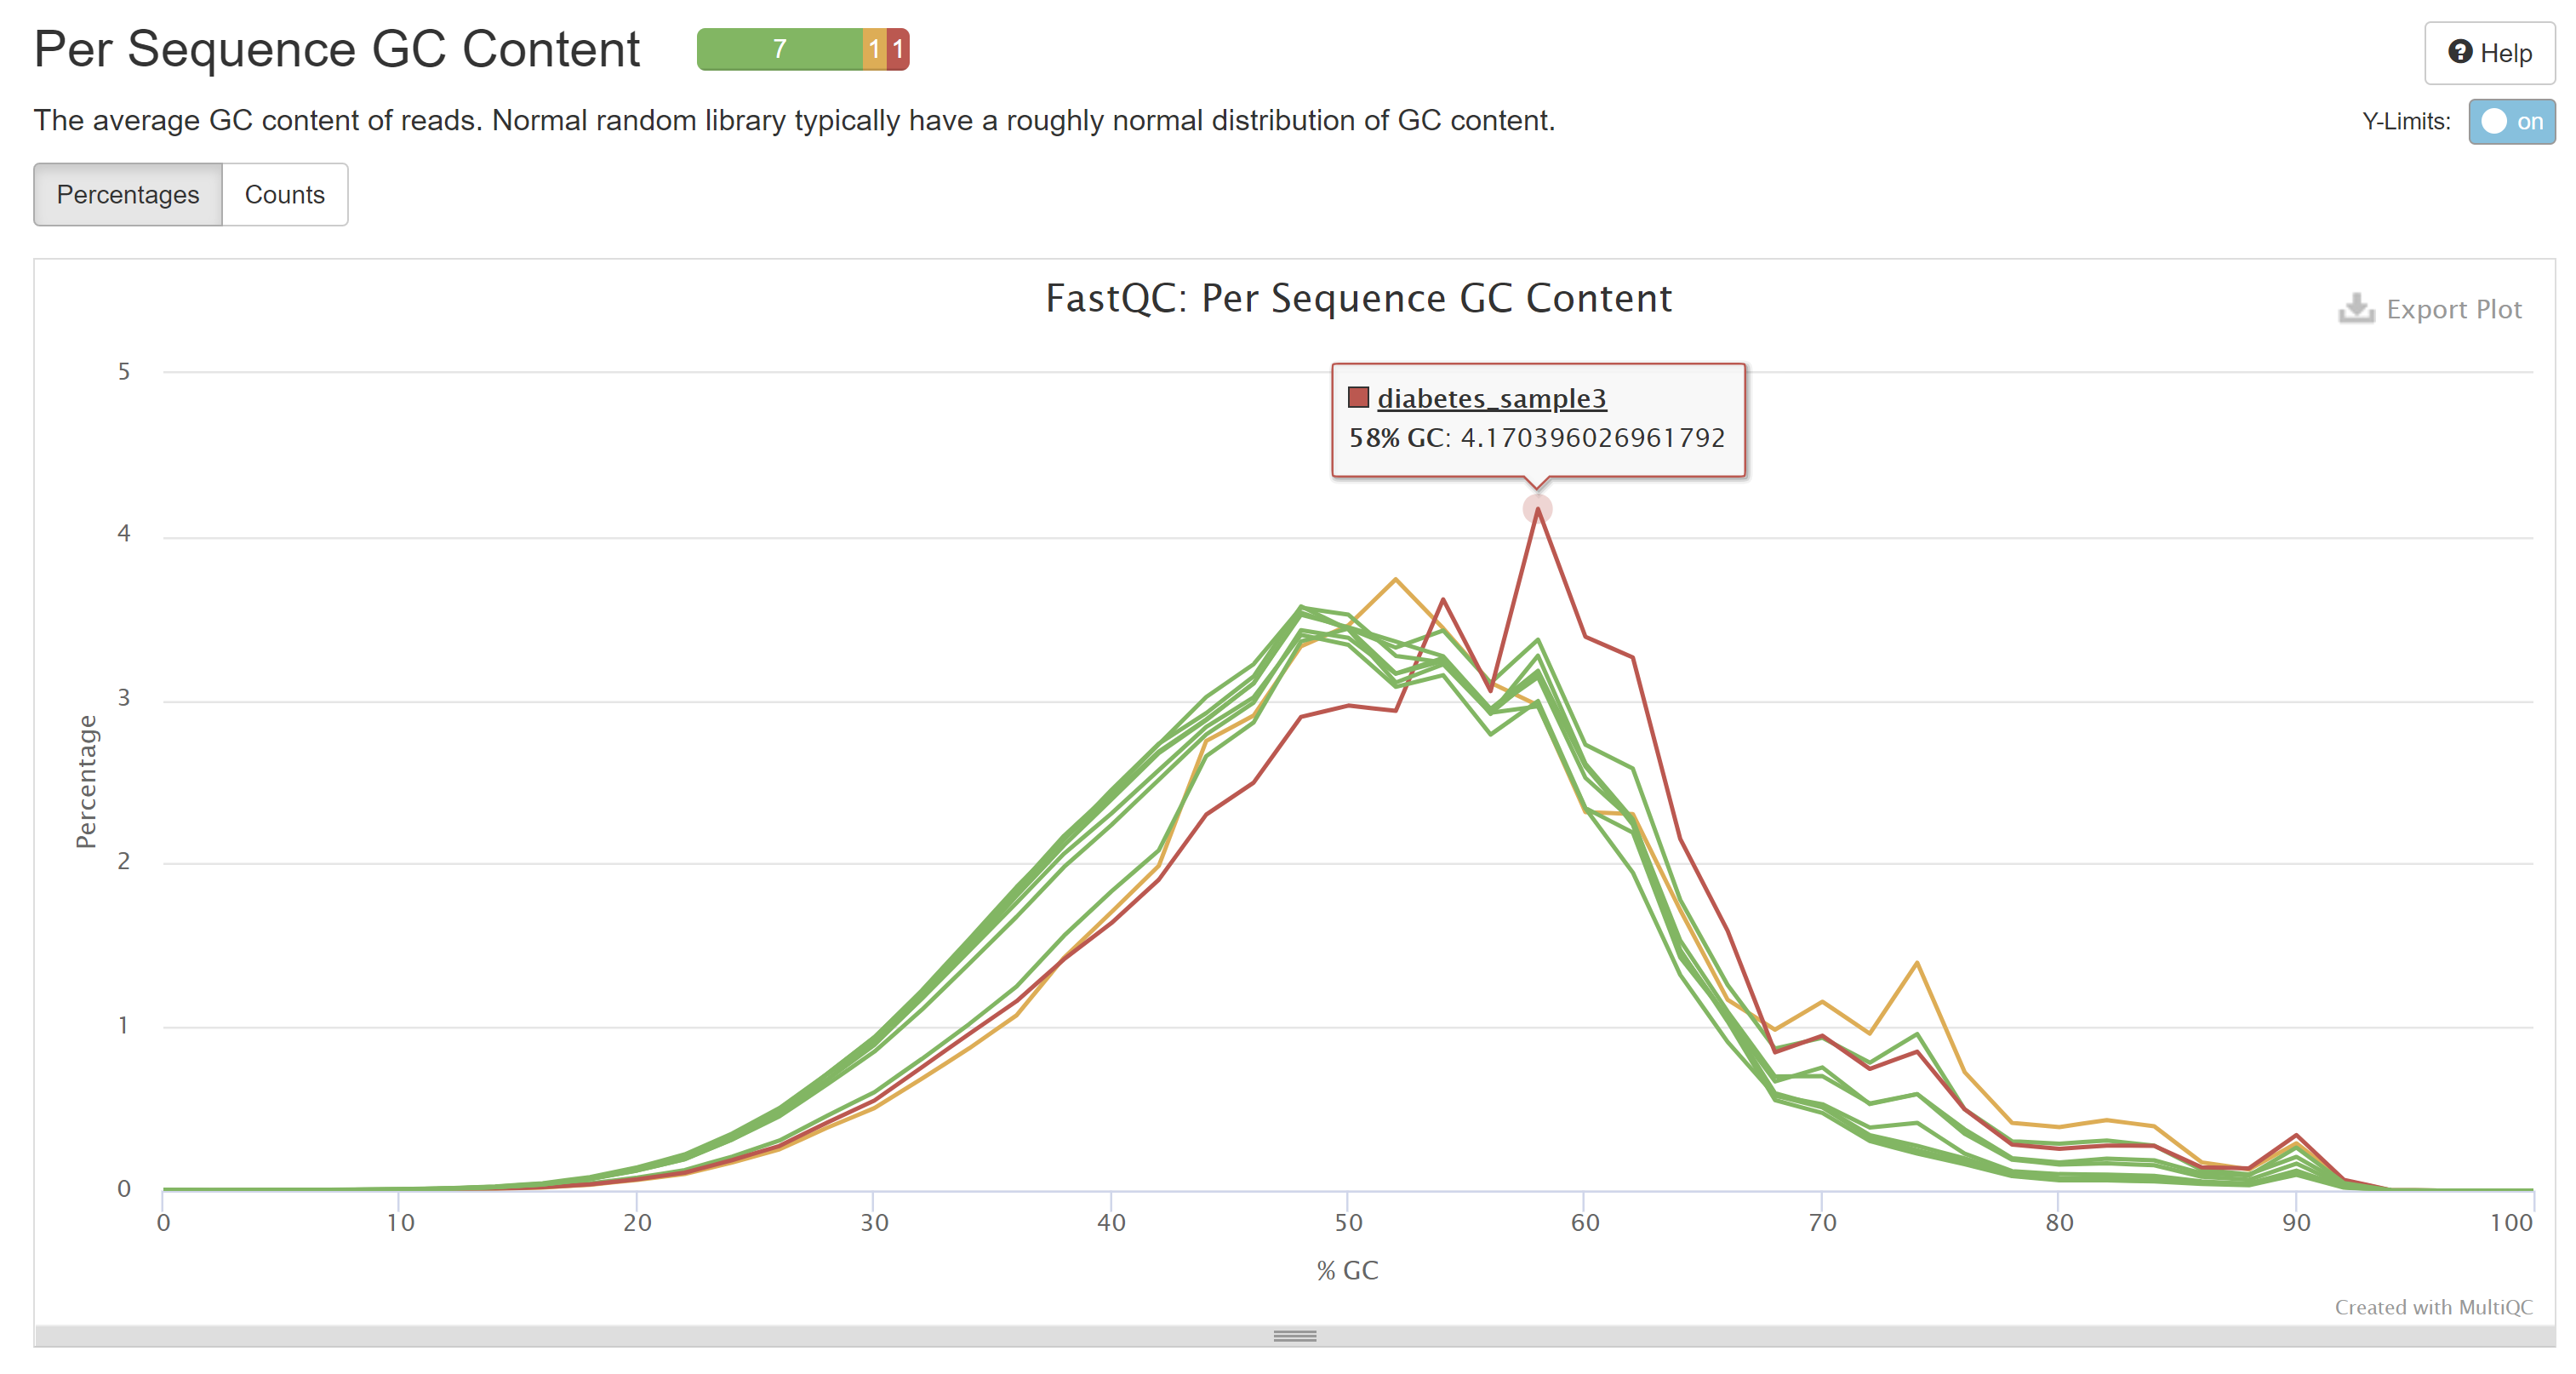 Per Sequence GC Content 7 1 1
Help
The average GC content of reads. Normal random library typically have a roughly normal distribution of GC content.
Y-Limits: on
Percentages Counts
FastQC: Per Sequence GC Content
Export Plot
diabetes_sample3
58% GC: 4.170396026961792
5
4
3
2
1
0
Percentage
0 10 20 30 40 50 60 70 80 90 100
% GC
Created with MultiQC